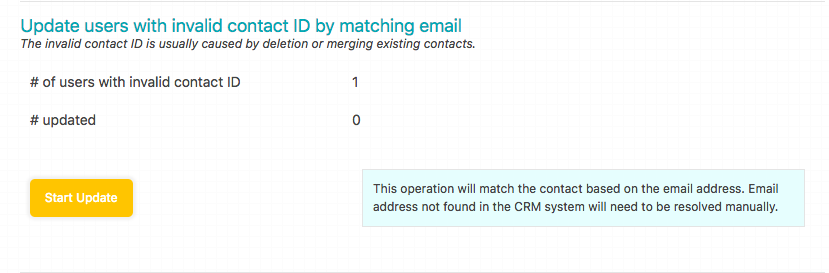 Update users with invalid contact ID by matching email
The invalid contact ID is usually caused by deletion or merging existing contacts.
# of users with invalid contact ID 1
# updated 0
Start Update
This operation will match the contact based on the email address. Email
address not found in the CRM system will need to be resolved manually.